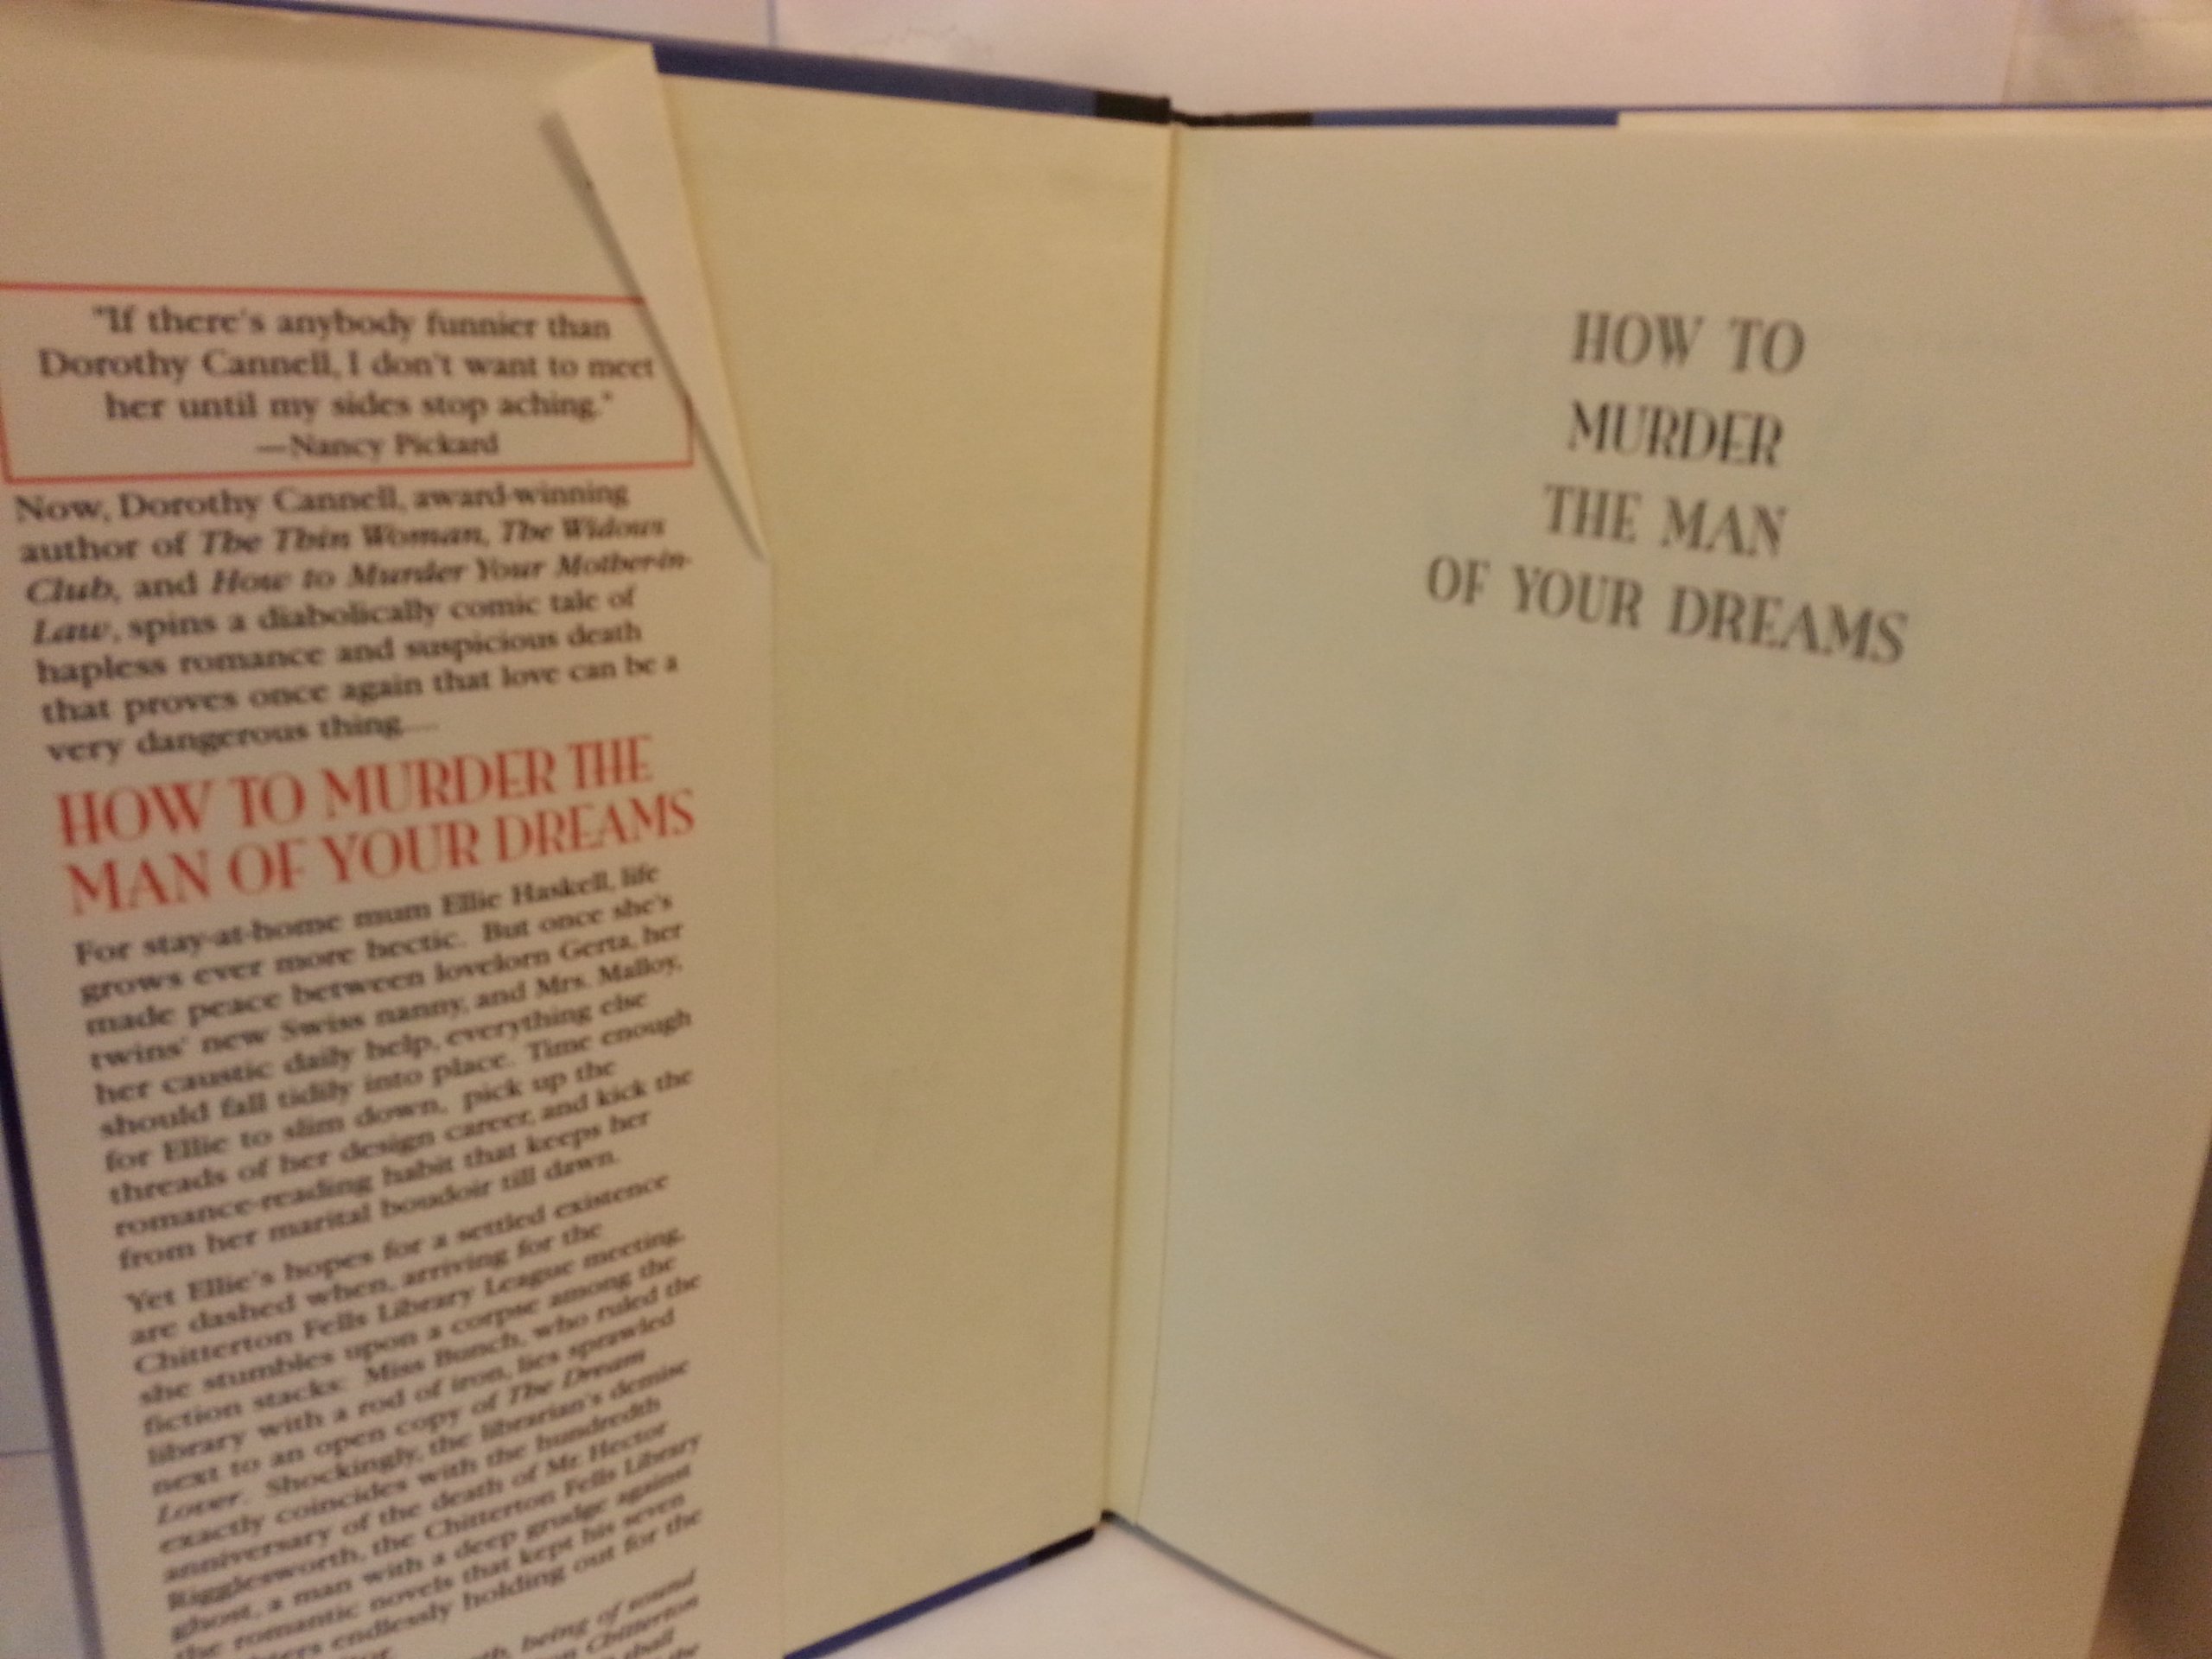 "If there's anybody funnier than
Dorothy Cannell, I don't want to meet
her until my sides stop aching."
—Nancy Pickard
Now, Dorothy Cannell, award-winning
author of The Thin Woman, The Widows
Club, and How to Murder Your Mother-in-
Law, spins a diabolically comic tale of
hapless romance and suspicious death
that proves once again that love can be a
very dangerous thing....
HOW TO MURDER THE
MAN OF YOUR DREAMS
For stay-at-home mum Ellie Haskell, life
grows ever more hectic. But once she's
made peace between lovelorn Gerta, her
twins' new Swiss nanny, and Mrs. Malloy,
her caustic daily help, everything else
should fall tidily into place. Time enough
for Ellie to slim down, pick up the
threads of her design career, and kick the
romance-reading habit that keeps her
from her marital boudoir till dawn.
Yet Ellie's hopes for a settled existence
are dashed when, arriving for the
Chitterton Fells Library League meeting,
she stumbles upon a corpse among the
fiction stacks: Miss Bunch, who ruled the
library with a rod of iron, lies sprawled
next to an open copy of The Dream
Lover. Shockingly, the librarian's demise
exactly coincides with the hundredth
anniversary of the death of Mr. Hector
Rigglesworth, the Chitterton Fells Library
ghost, a man with a deep grudge against
the romantic novels that kept his seven
endlessly holding out for the
being of sound
Chitterton
shall
the
HOW TO
MURDER
THE MAN
OF YOUR DREAMS